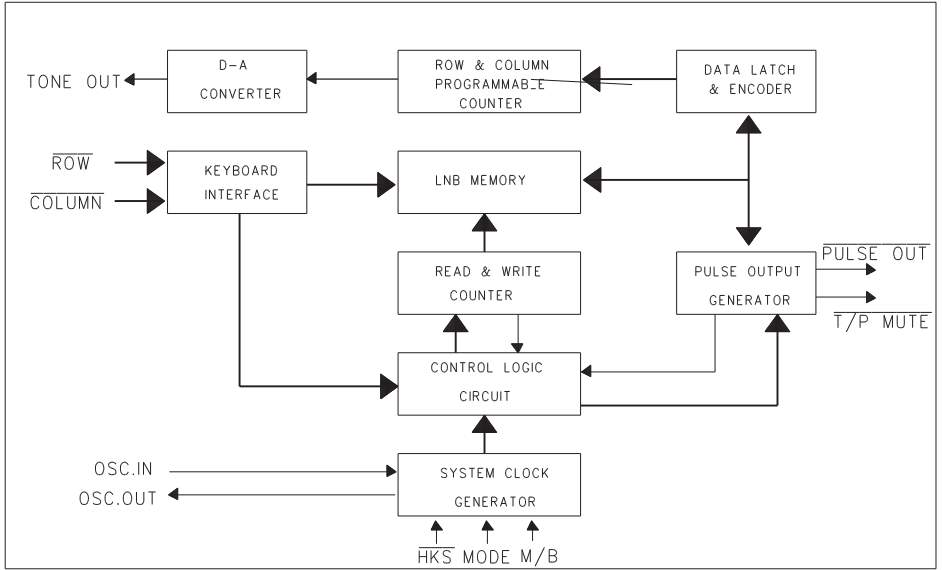 TONE OUT
D-A
CONVERTER
ROW & COLUMN
PROGRAMMABLE
COUNTER
DATA LATCH
& ENCODER
ROW
COLUMN
KEYBOARD
INTERFACE
LNB MEMORY
READ & WRITE
COUNTER
PULSE OUTPUT
GENERATOR
PULSE OUT
T/P MUTE
CONTROL LOGIC
CIRCUIT
OSC.IN
OSC.OUT
SYSTEM CLOCK
GENERATOR
HKS MODE M/B